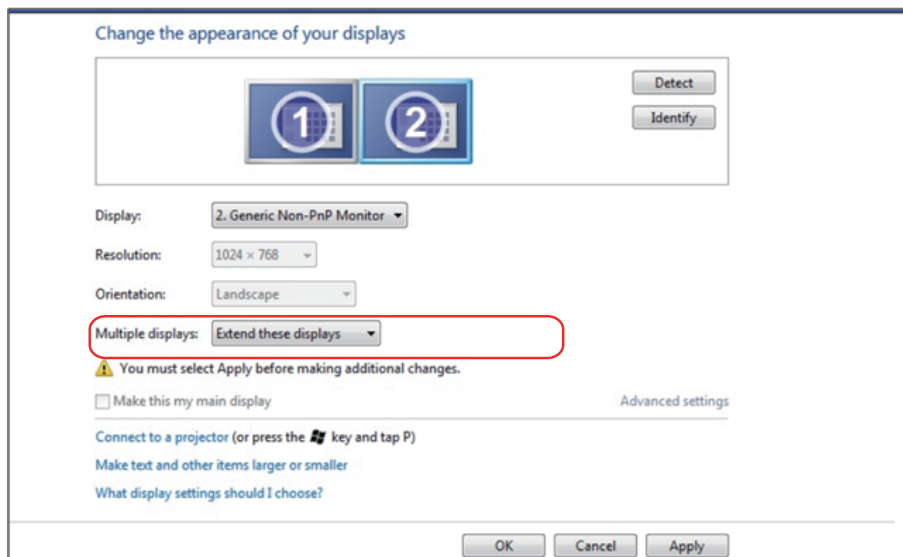 Change the appearance of your displays
1
2
Detect
Identify
Display: 2. Generic Non-PnP Monitor
Resolution: 1024 × 768
Orientation: Landscape
Multiple displays: Extend these displays
You must select Apply before making additional changes.
Make this my main display Advanced settings
Connect to a projector (or press the key and tap P)
Make text and other items larger or smaller
What display settings should I choose?
OK Cancel Apply